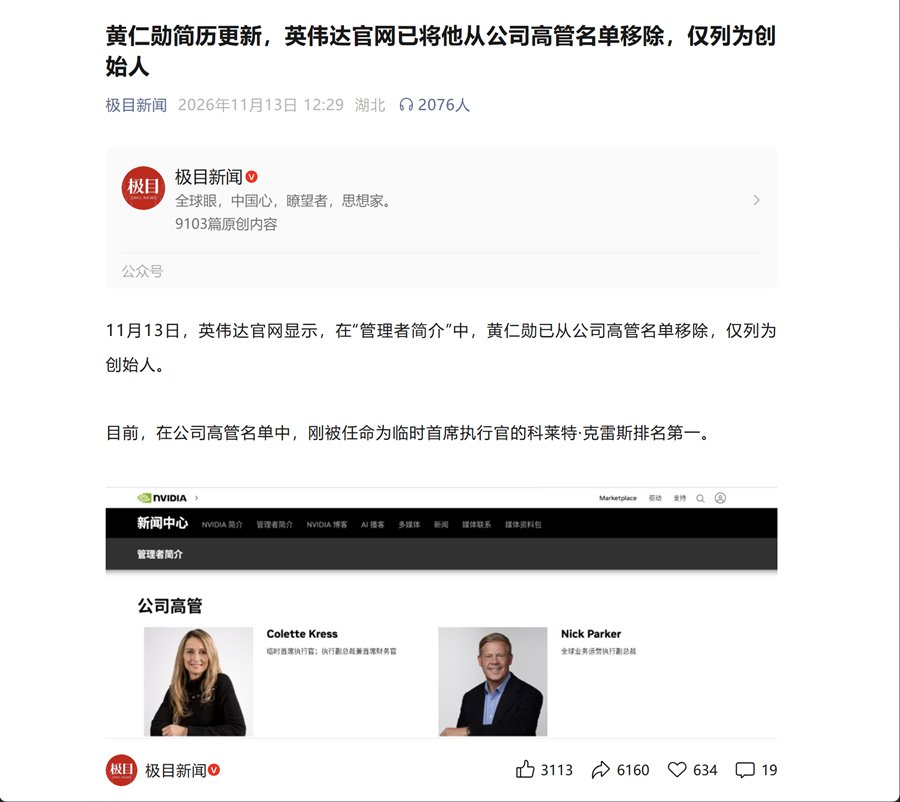 黄仁勋简历更新，英伟达官网已将他从公司高管名单移除，仅列为创
始人
极目新闻 2026年11月13日 12:29 湖北 2076人
极目
JIMU NEWS
极目新闻
全球眼，中国心，瞭望者，思想家。
9103篇原创内容
公众号
11月13日，英伟达官网显示，在“管理者简介”中，黄仁勋已从公司高管名单移除，仅列为
创始人。
目前，在公司高管名单中，刚被任命为临时首席执行官的科莱特·克雷斯排名第一。
NVIDIA Marketplace 驱动 支持
新闻中心 NVIDIA 简介 管理者简介 NVIDIA 博客 AI 播客 多媒体 新闻 媒体联系 媒体资料包
管理者简介
公司高管
Colette Kress
临时首席执行官；执行副总裁兼首席财务官
Nick Parker
全球业务运营执行副总裁
极目
极目新闻 3113 6160 634 19